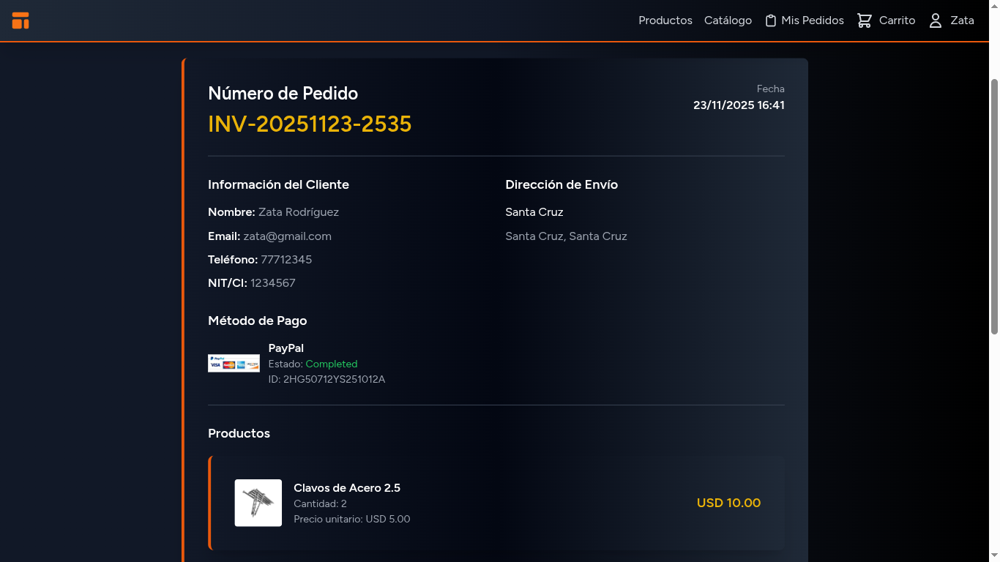 Productos Catálogo Mis Pedidos Carrito Zata
Número de Pedido
INV-20251123-2535
Fecha
23/11/2025 16:41
Información del Cliente
Nombre: Zata Rodríguez
Email: zata@gmail.com
Teléfono: 77712345
NIT/CI: 1234567
Dirección de Envío
Santa Cruz
Santa Cruz, Santa Cruz
Método de Pago
PayPal
VISA
PayPal
Estado: Completed
ID: 2HG50712YS251012A
Productos
Clavos de Acero 2.5
Cantidad: 2
Precio unitario: USD 5.00
USD 10.00